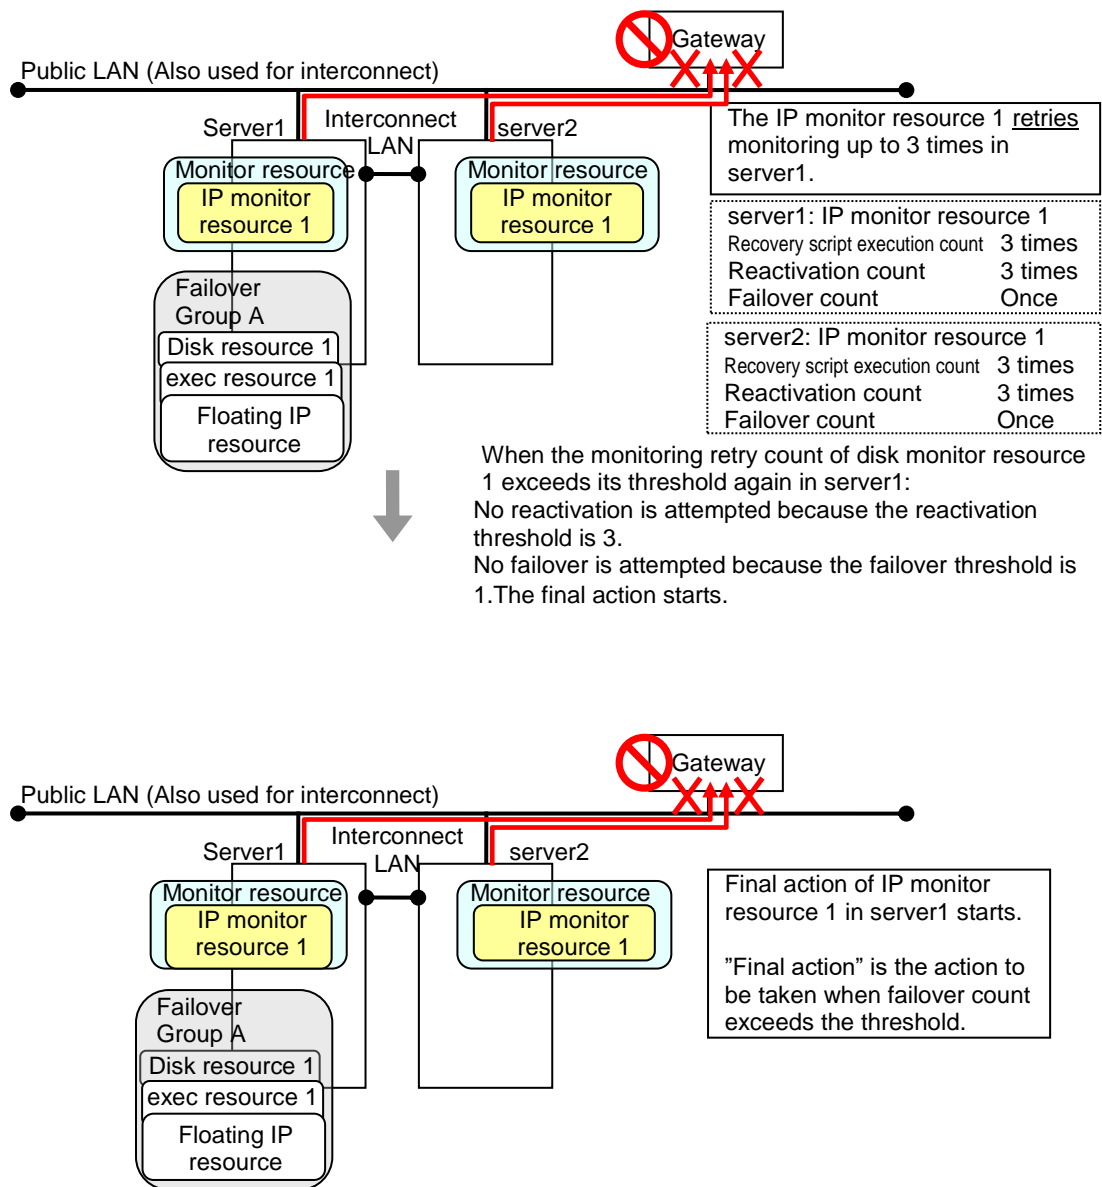 Gateway
Public LAN (Also used for interconnect)
Server1
Interconnect
LAN
server2
Monitor resource
IP monitor
resource 1
Monitor resource
IP monitor
resource 1
Failover
Group A
Disk resource 1
exec resource 1
Floating IP
resource
The IP monitor resource 1 retries
monitoring up to 3 times in
server1.
server1: IP monitor resource 1
Recovery script execution count 3 times
Reactivation count 3 times
Failover count Once
server2: IP monitor resource 1
Recovery script execution count 3 times
Reactivation count 3 times
Failover count Once
When the monitoring retry count of disk monitor resource
1 exceeds its threshold again in server1:
No reactivation is attempted because the reactivation
threshold is 3.
No failover is attempted because the failover threshold is
1.The final action starts.
Gateway
Public LAN (Also used for interconnect)
Server1
Interconnect
LAN
server2
Monitor resource
IP monitor
resource 1
Monitor resource
IP monitor
resource 1
Failover
Group A
Disk resource 1
exec resource 1
Floating IP
resource
Final action of IP monitor
resource 1 in server1 starts.
”Final action” is the action to
be taken when failover count
exceeds the threshold.